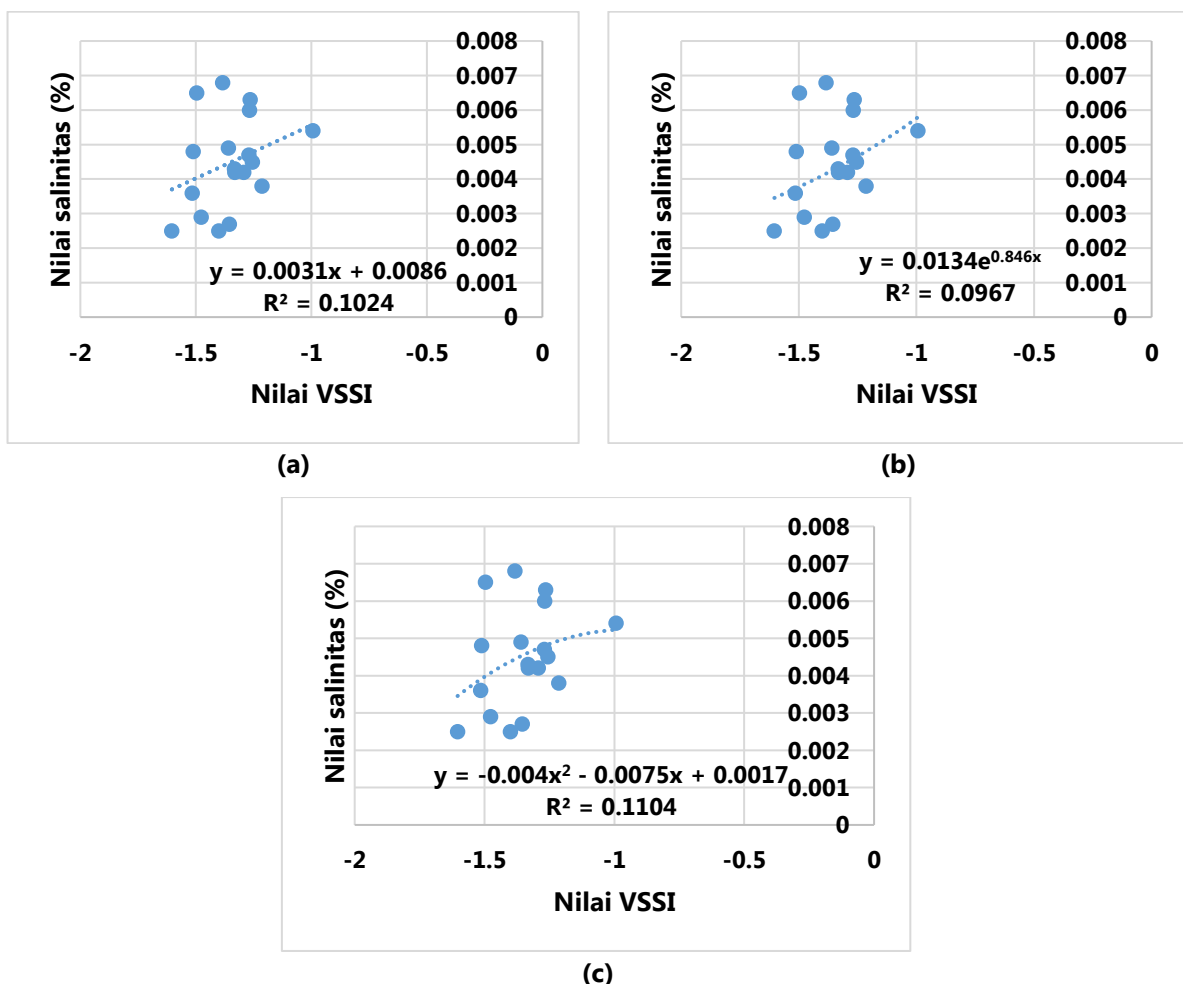 0.008
0.007
0.006
0.005
0.004
0.003
0.002
0.001
0
Nilai salinitas (%)
y = 0.0031x + 0.0086
R² = 0.1024
-2 -1.5 -1 -0.5 0
Nilai VSSI
(a)
0.008
0.007
0.006
0.005
0.004
0.003
0.002
0.001
0
Nilai salinitas (%)
y = 0.0134e^0.846x
R² = 0.0967
-2 -1.5 -1 -0.5 0
Nilai VSSI
(b)
0.008
0.007
0.006
0.005
0.004
0.003
0.002
0.001
0
Nilai salinitas (%)
y = -0.004x² - 0.0075x + 0.0017
R² = 0.1104
-2 -1.5 -1 -0.5 0
Nilai VSSI
(c)